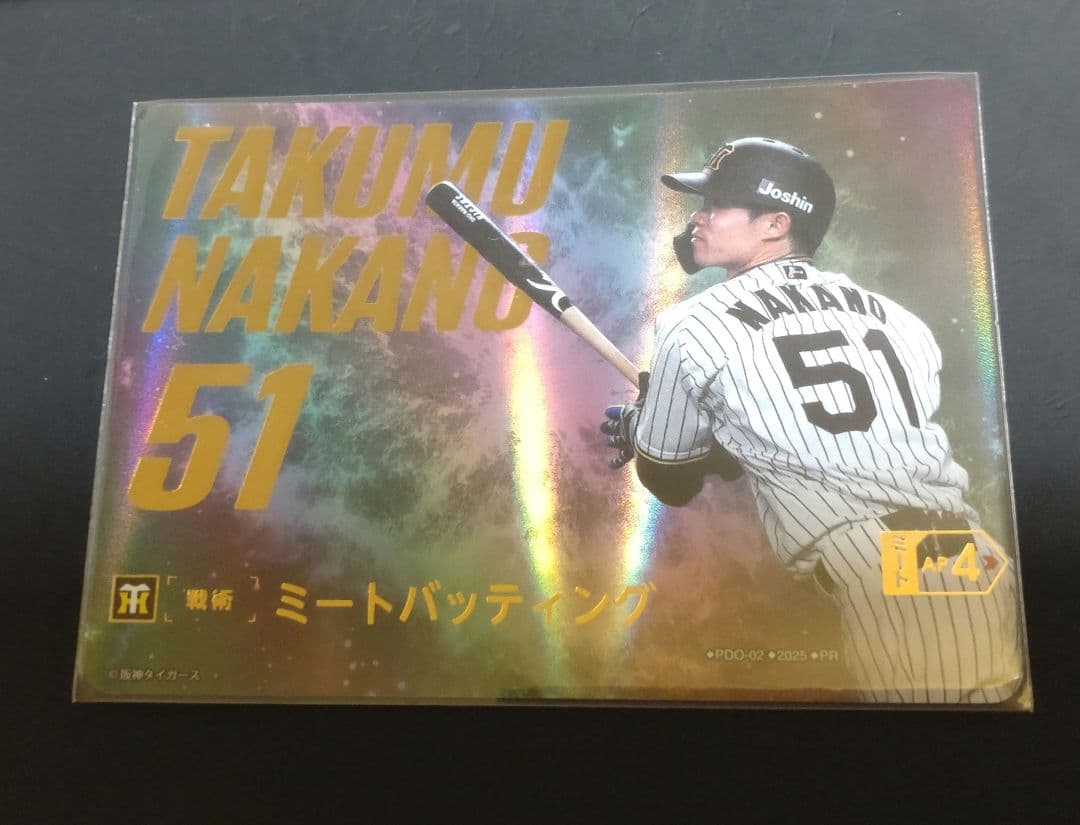 TAKUMU
NAKANO
51
Joshin
NAKANO
51
ミート AP 4
戦術 ミートバッティング
◆PDO-02 ◆2025 ◆PR
©阪神タイガース